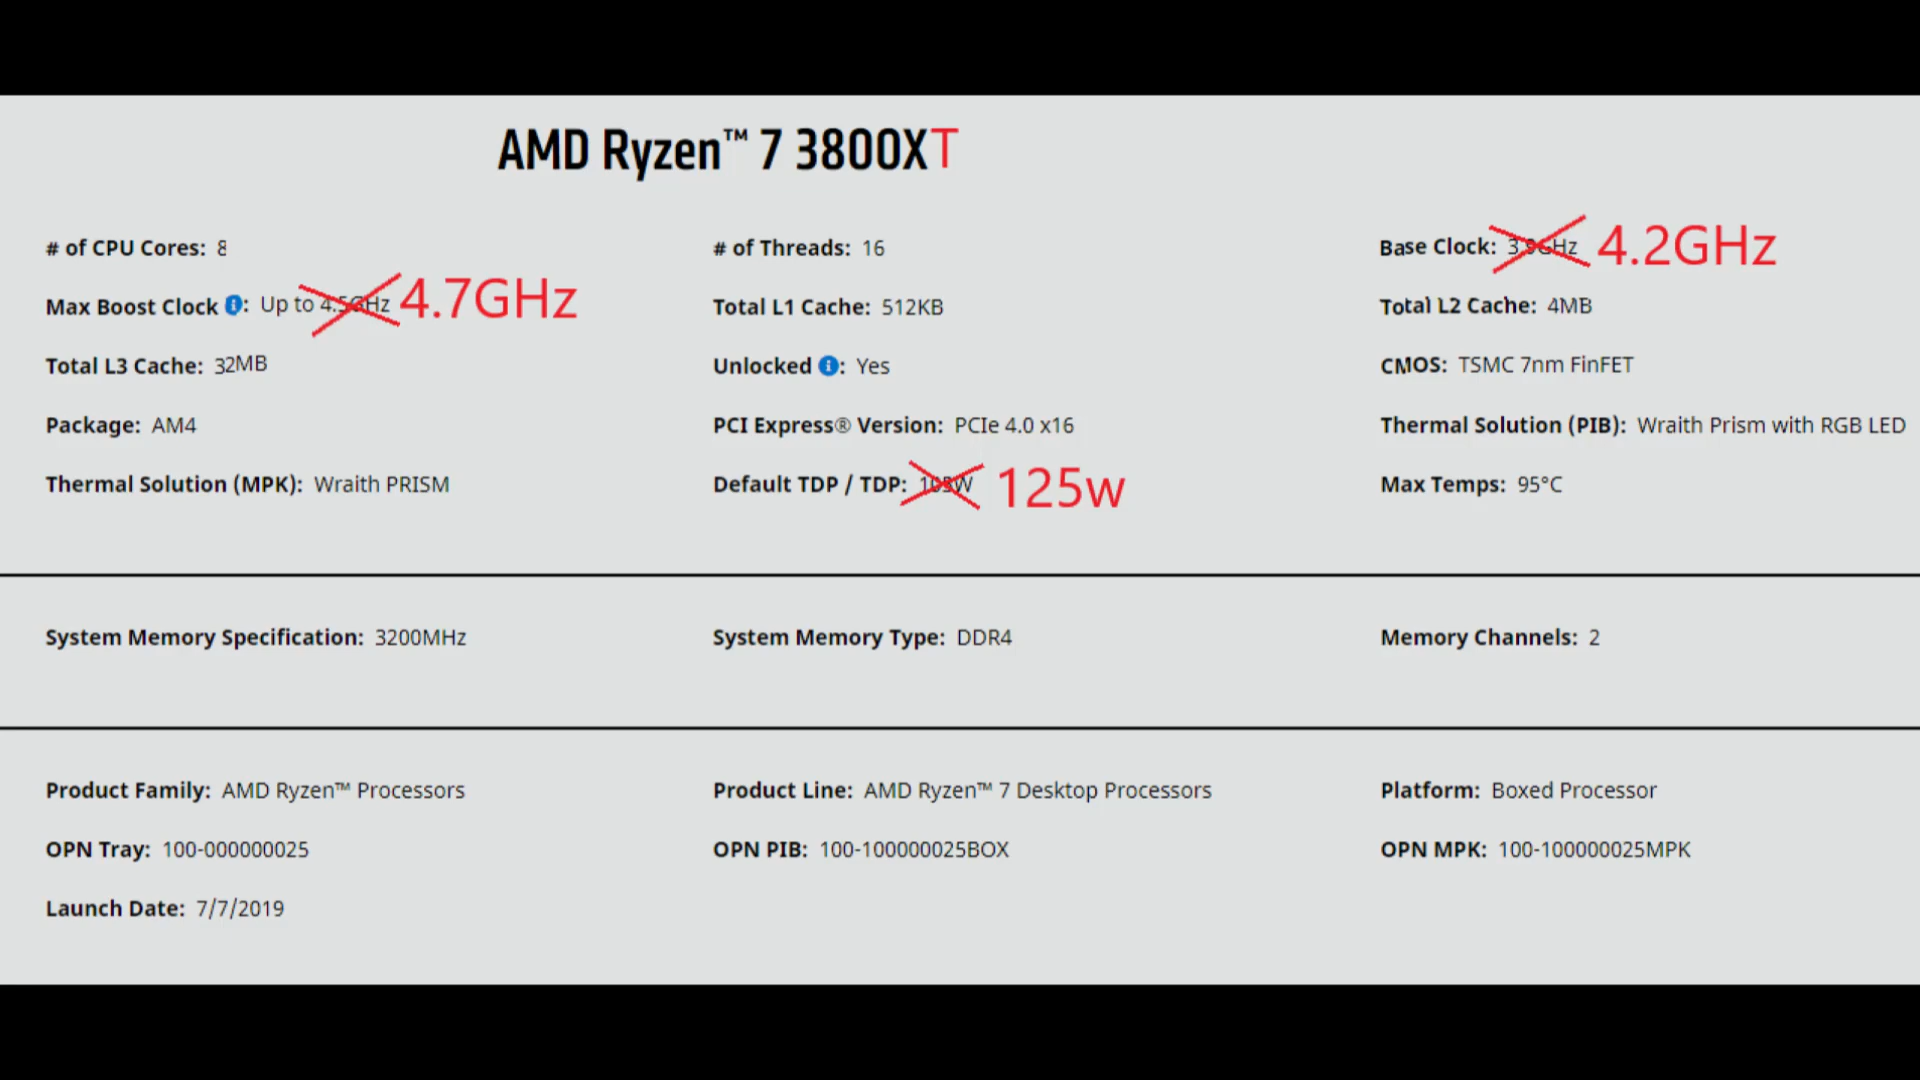 AMD Ryzen™ 7 3800XT
# of CPU Cores: 8 # of Threads: 16 Base Clock: 3.9GHz 4.2GHz
Max Boost Clock : Up to 4.5GHz 4.7GHz Total L1 Cache: 512KB Total L2 Cache: 4MB
Total L3 Cache: 32MB Unlocked : Yes CMOS: TSMC 7nm FinFET
Package: AM4 PCI Express® Version: PCIe 4.0 x16 Thermal Solution (PIB): Wraith Prism with RGB LED
Thermal Solution (MPK): Wraith PRISM Default TDP / TDP: 105W 125w Max Temps: 95°C
System Memory Specification: 3200MHz System Memory Type: DDR4 Memory Channels: 2
Product Family: AMD Ryzen™ Processors Product Line: AMD Ryzen™ 7 Desktop Processors Platform: Boxed Processor
OPN Tray: 100-000000025 OPN PIB: 100-100000025BOX OPN MPK: 100-100000025MPK
Launch Date: 7/7/2019